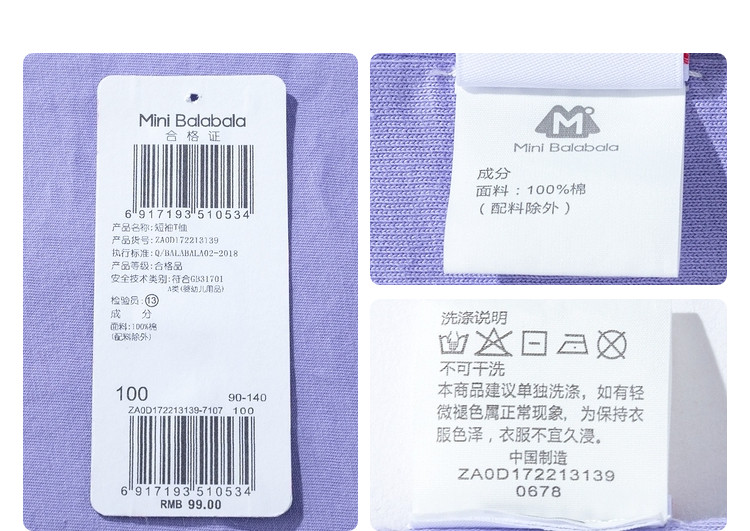 Mini Balabala
合格证
6 917193 510534
产品名称:短袖T恤
产品货号:ZA0D172213139
执行标准:Q/BALABALA02-2018
产品等级:合格品
安全技术类别:符合GB31701
A类(婴幼儿用品)
检验员:13
成 分
面料:100%棉
(配料除外)
100 90-140
ZA0D172213139-7107 100
6 917193 510534
RMB 99.00
M
Mini Balabala
成分
面料:100%棉
(配料除外)
洗涤说明
不可干洗
本商品建议单独洗涤,如有轻
微褪色属正常现象,为保持衣
服色泽,衣服不宜久浸。
中国制造
ZA0D172213139
0678